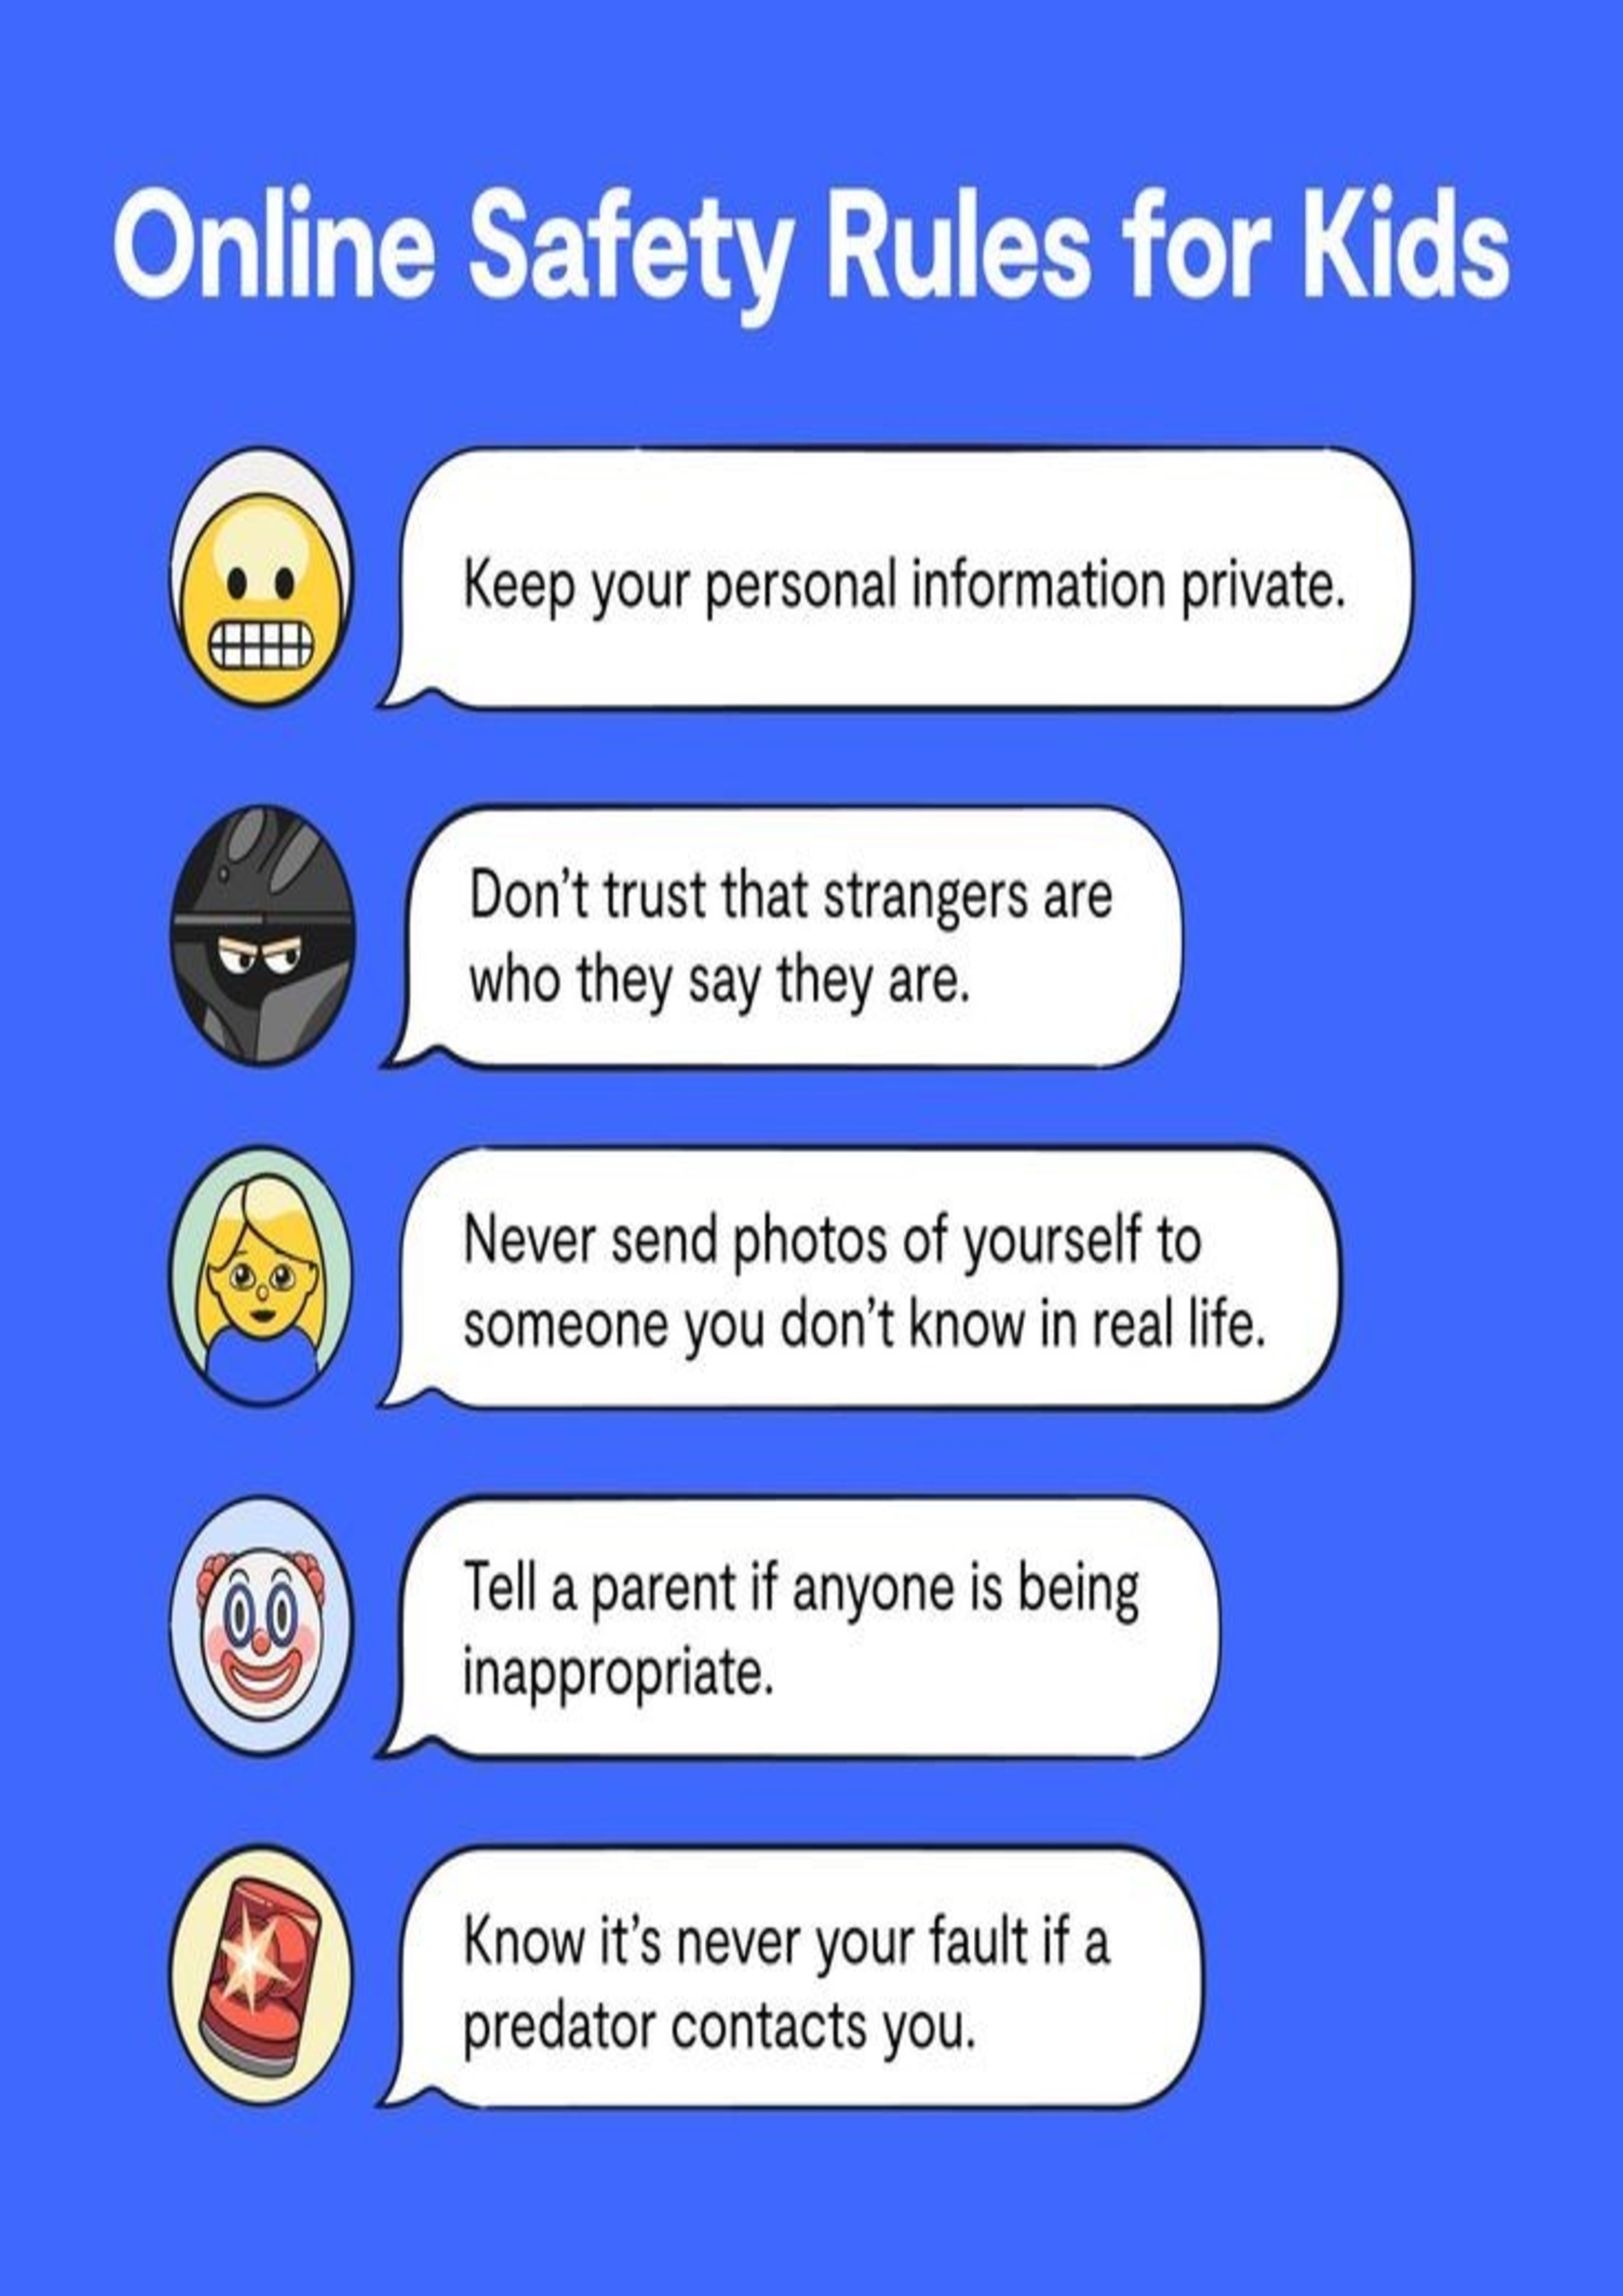 Online Safety Rules for Kids
Keep your personal information private.
Don’t trust that strangers are
who they say they are.
Never send photos of yourself to
someone you don’t know in real life.
Tell a parent if anyone is being
inappropriate.
Know it’s never your fault if a
predator contacts you.